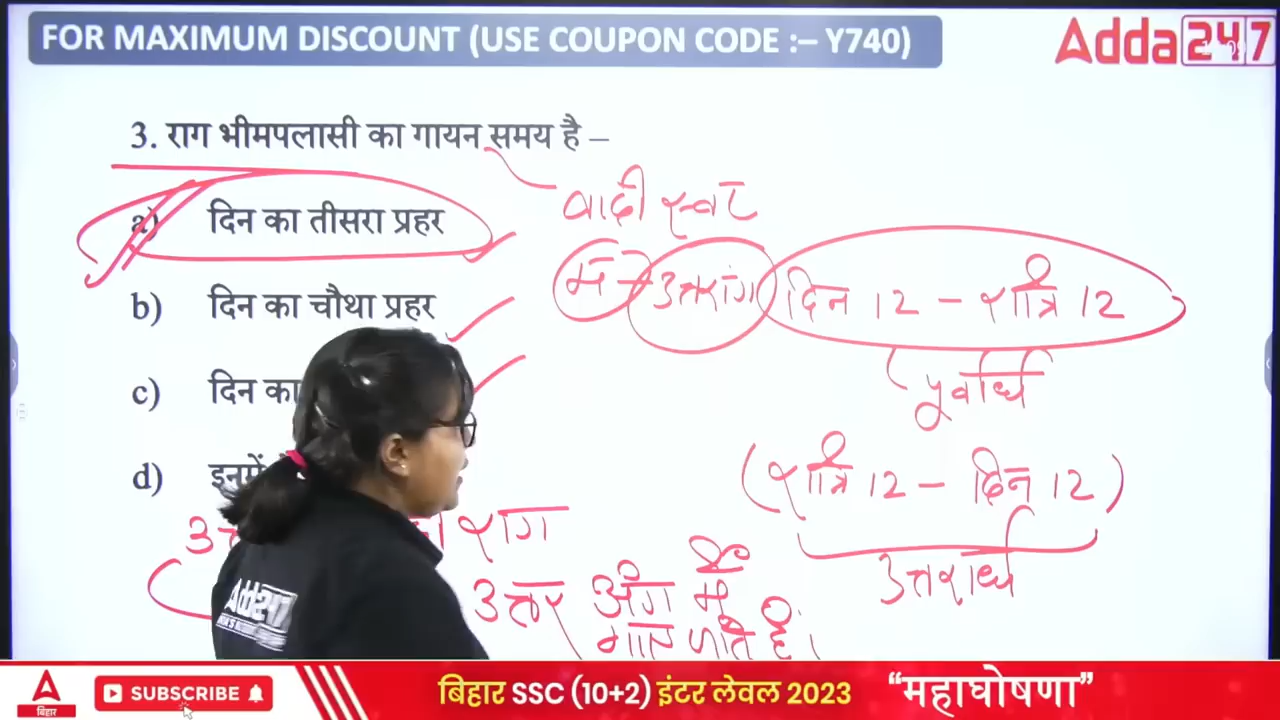 FOR MAXIMUM DISCOUNT (USE COUPON CODE :– Y740)
Adda247
3. राग भीमपलासी का गायन समय है –
a) दिन का तीसरा प्रहर
b) दिन का चौथा प्रहर
c) दिन का
d) इनमें
वादी स्वर
म उत्तरांग दिन 12 – रात्रि 12
पूर्वार्ध
(रात्रि 12 – दिन 12)
उत्तरार्ध
राग
उत्तर अंग में
जाते हैं।
Adda247
बिहार
SUBSCRIBE
बिहार SSC (10+2) इंटर लेवल 2023 “महाघोषणा”